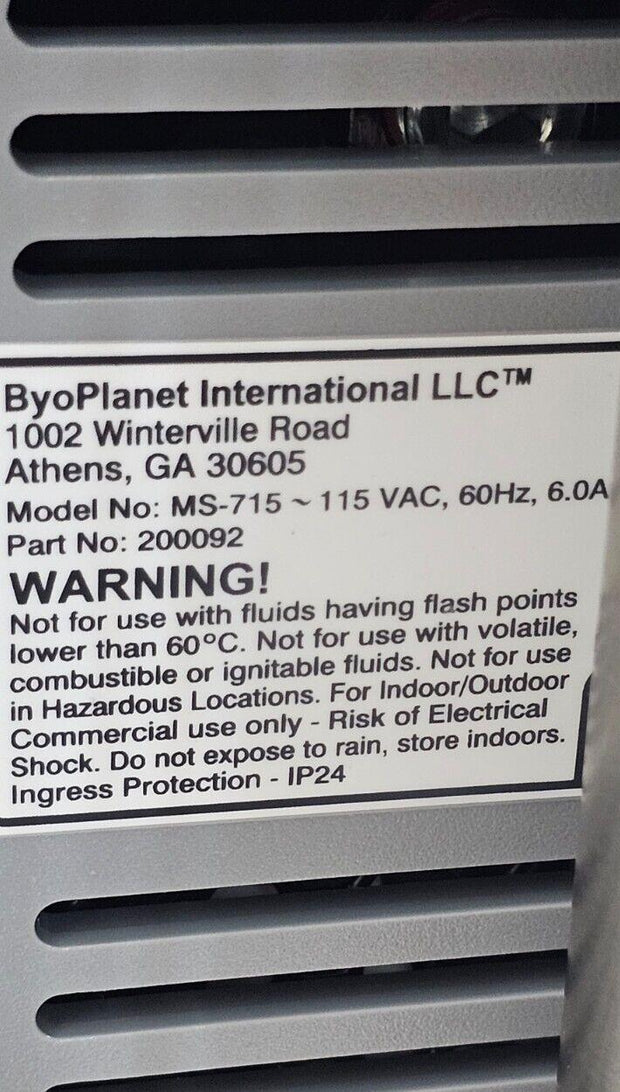 ByoPlanet International LLC™
1002 Winterville Road
Athens, GA 30605
Model No: MS-715 ~ 115 VAC, 60Hz, 6.0A
Part No: 200092
WARNING!
Not for use with fluids having flash points
lower than 60°C. Not for use with volatile,
combustible or ignitable fluids. Not for use
in Hazardous Locations. For Indoor/Outdoor
Commercial use only - Risk of Electrical
Shock. Do not expose to rain, store indoors.
Ingress Protection - IP24